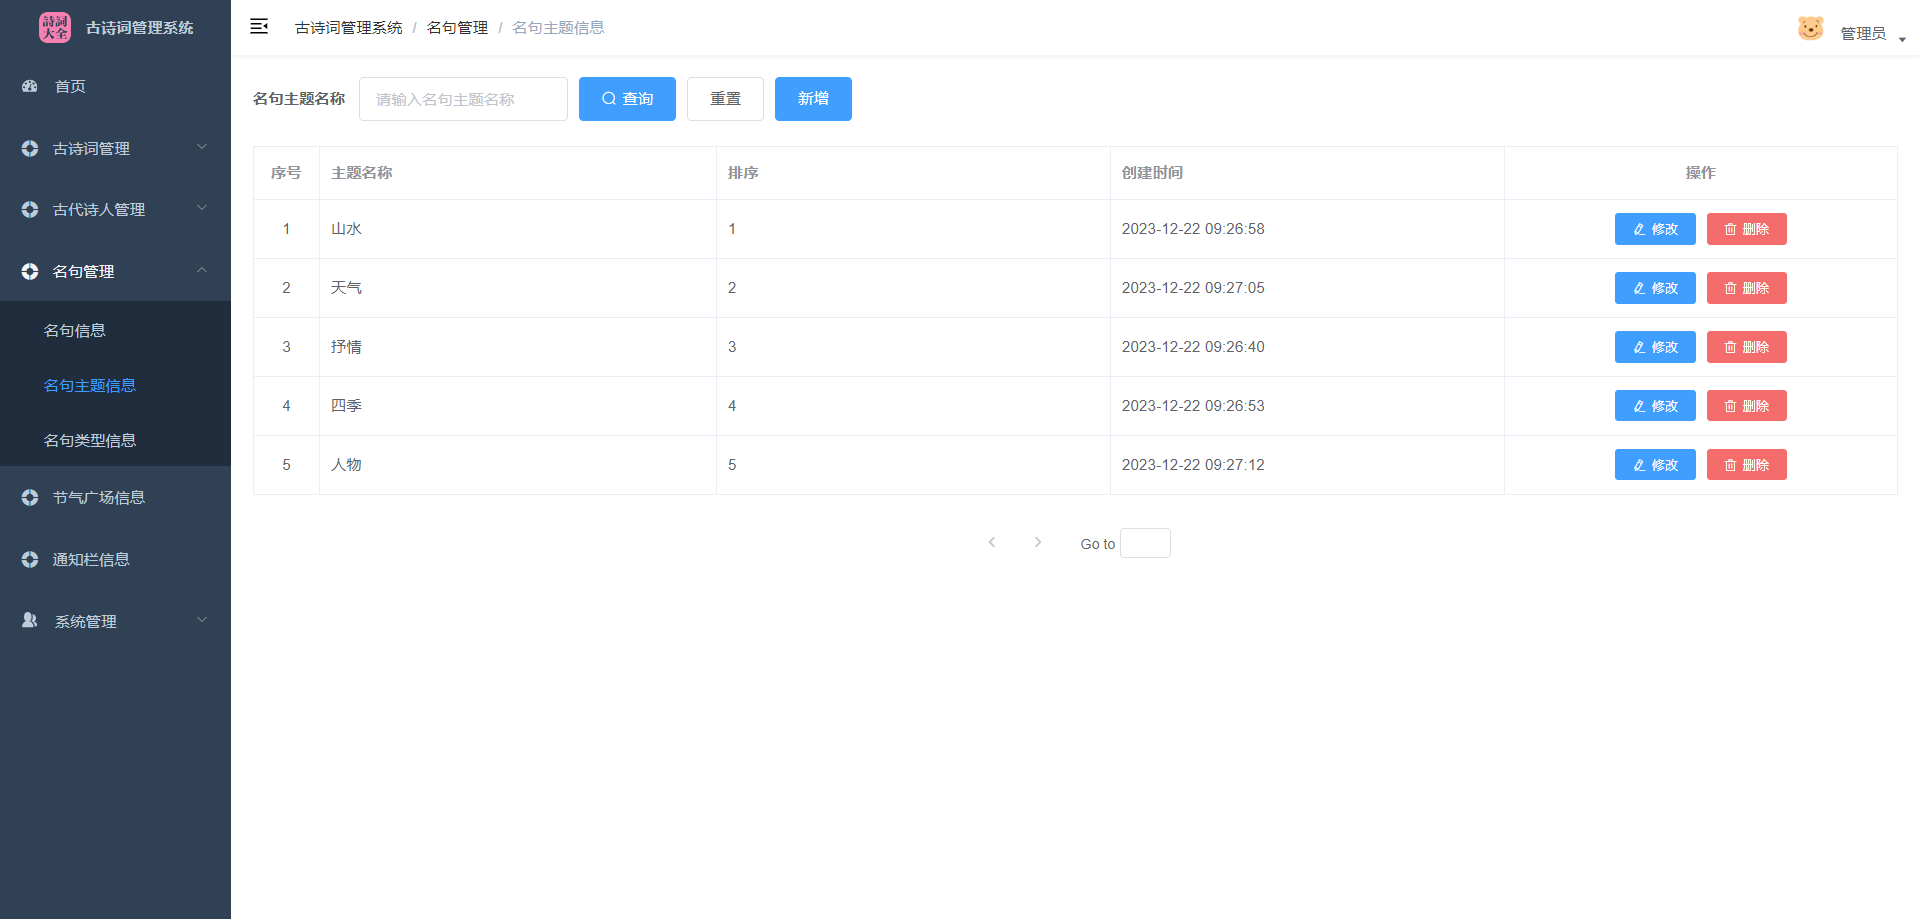 詩詞大全
古诗词管理系统
首页
古诗词管理
古代诗人管理
名句管理
名句信息
名句主题信息
名句类型信息
节气广场信息
通知栏信息
系统管理
古诗词管理系统 / 名句管理 / 名句主题信息
管理员
名句主题名称 请输入名句主题名称 查询 重置 新增
序号 主题名称 排序 创建时间 操作
1 山水 1 2023-12-22 09:26:58 修改 删除
2 天气 2 2023-12-22 09:27:05 修改 删除
3 抒情 3 2023-12-22 09:26:40 修改 删除
4 四季 4 2023-12-22 09:26:53 修改 删除
5 人物 5 2023-12-22 09:27:12 修改 删除
Go to